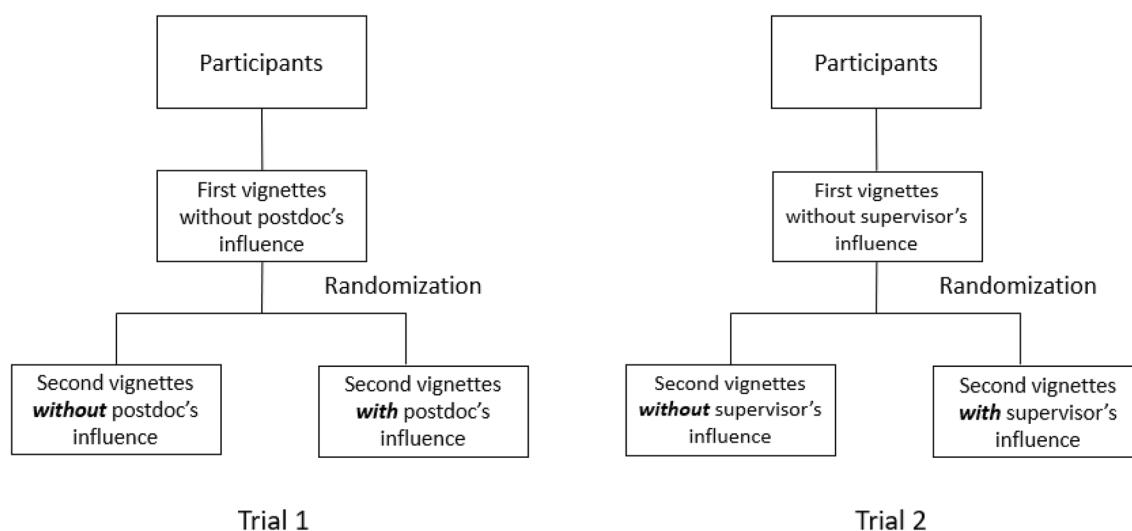 Participants
First vignettes
without postdoc’s
influence
Randomization
Second vignettes
without postdoc’s
influence
Second vignettes
with postdoc’s
influence
Trial 1
Participants
First vignettes
without supervisor’s
influence
Randomization
Second vignettes
without supervisor’s
influence
Second vignettes
with supervisor’s
influence
Trial 2